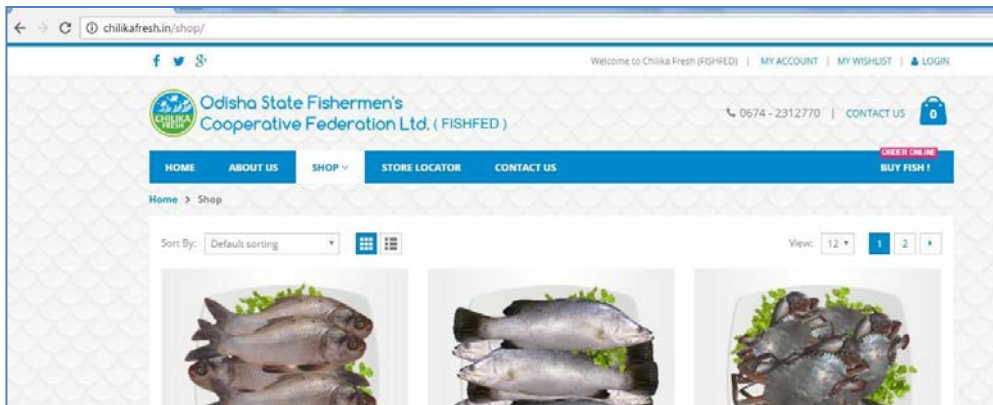 chilikafresh.in/shop/
Welcome to Chilika Fresh (FISHFED) | MY ACCOUNT | MY WISHLIST | LOGIN
CHILIKA FRESH
Odisha State Fishermen's
Cooperative Federation Ltd. ( FISHFED )
0674 - 2312770 | CONTACT US 0
ORDER ONLINE
HOME ABOUT US SHOP STORE LOCATOR CONTACT US BUY FISH !
Home > Shop
Sort By: Default sorting View: 12 1 2